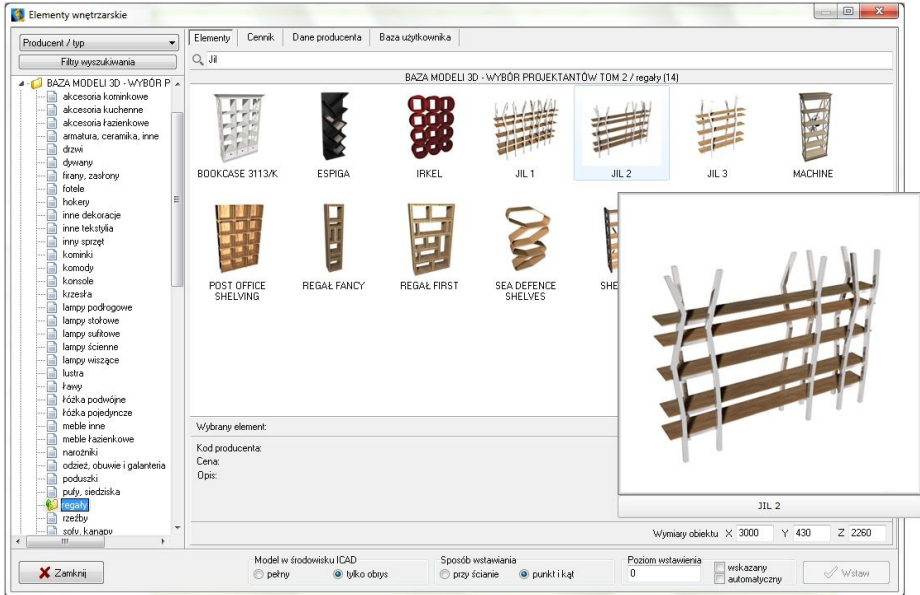 Elementy wnętrzarskie
Producent / typ
Filtry wyszukiwania
BAZA MODELI 3D - WYBÓR P
akcesoria kominkowe
akcesoria kuchenne
akcesoria łazienkowe
armatura, ceramika, inne
drzwi
dywany
firany, zasłony
fotele
hokery
inne dekoracje
inne tekstylia
inny sprzęt
kominki
komody
konsole
krzesła
lampy podłogowe
lampy stołowe
lampy sufitowe
lampy ścienne
lampy wiszące
lustra
ławy
łóżka podwójne
łóżka pojedyncze
meble inne
meble łazienkowe
narożniki
odzież, obuwie i galanteria
poduszki
pufy, siedziska
regały
rzeźby
sofy, kanapy
Elementy Cennik Dane producenta Baza użytkownika
Jil
BAZA MODELI 3D - WYBÓR PROJEKTANTÓW TOM 2 / regały (14)
BOOKCASE 3113/K ESPIGA IRKEL JIL 1 JIL 2 JIL 3 MACHINE
POST OFFICE SHELVING
REGAŁ FANCY REGAŁ FIRST
SEA DEFENCE SHELVES
SHE
JIL 2
Wybrany element:
Kod producenta:
Cena:
Opis:
Wymiary obiektu X 3000 Y 430 Z 2260
Zamknij
Model w środowisku ICAD
pełny tylko obrys
Sposób wstawiania
przy ścianie punkt i kąt
Poziom wstawienia
0
wskazany
automatyczny
Wstaw